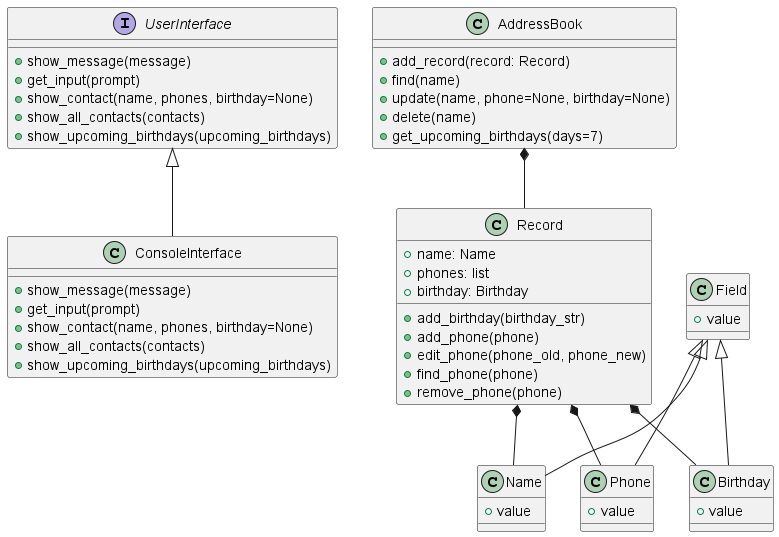 I UserInterface
show_message(message)
get_input(prompt)
show_contact(name, phones, birthday=None)
show_all_contacts(contacts)
show_upcoming_birthdays(upcoming_birthdays)
C AddressBook
add_record(record: Record)
find(name)
update(name, phone=None, birthday=None)
delete(name)
get_upcoming_birthdays(days=7)
C ConsoleInterface
show_message(message)
get_input(prompt)
show_contact(name, phones, birthday=None)
show_all_contacts(contacts)
show_upcoming_birthdays(upcoming_birthdays)
C Record
name: Name
phones: list
birthday: Birthday
add_birthday(birthday_str)
add_phone(phone)
edit_phone(phone_old, phone_new)
find_phone(phone)
remove_phone(phone)
C Field
value
C Name
value
C Phone
value
C Birthday
value